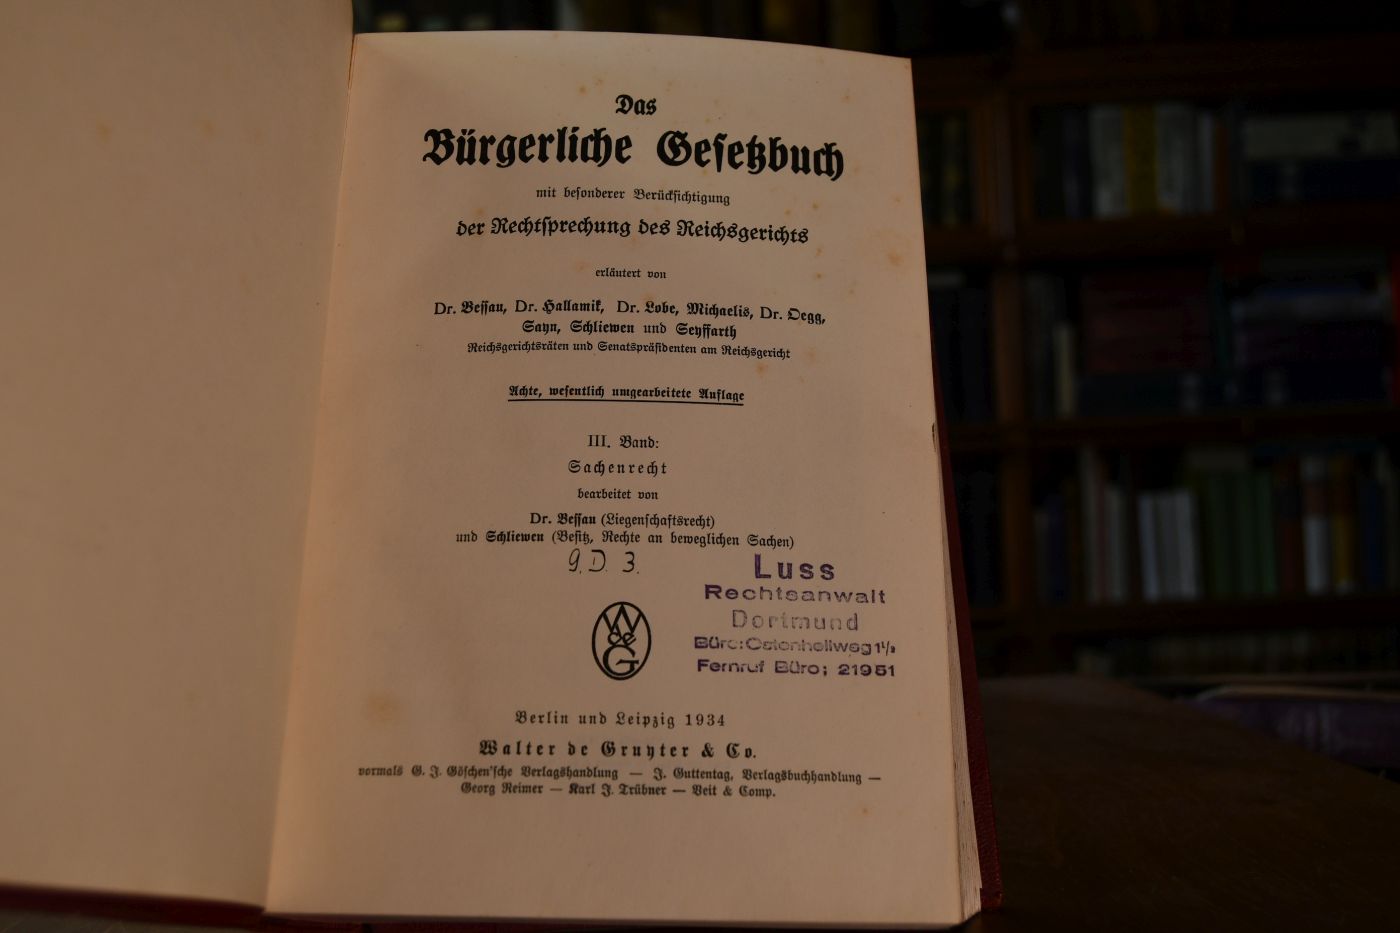 Das
Bürgerliche Gesetzbuch
mit besonderer Berücksichtigung
der Rechtsprechung des Reichsgerichts
erläutert von
Dr. Bessau, Dr. Hallamik, Dr. Lobe, Michaelis, Dr. Oegg,
Sayn, Schliewen und Seyffarth
Reichsgerichtsräten und Senatspräsidenten am Reichsgericht
Achte, wesentlich umgearbeitete Auflage
III. Band:
Sachenrecht
bearbeitet von
Dr. Bessau (Liegenschaftsrecht)
und Schliewen (Besitz, Rechte an beweglichen Sachen)
G. D. 3.
Luss
Rechtsanwalt
Dortmund
Büro: Ostenhellweg 1¹/₂
Fernruf Büro; 21951
W
de
G
Berlin und Leipzig 1934
Walter de Gruyter & Co.
vormals G. J. Göschen'sche Verlagshandlung — J. Guttentag, Verlagsbuchhandlung —
Georg Reimer — Karl J. Trübner — Veit & Comp.